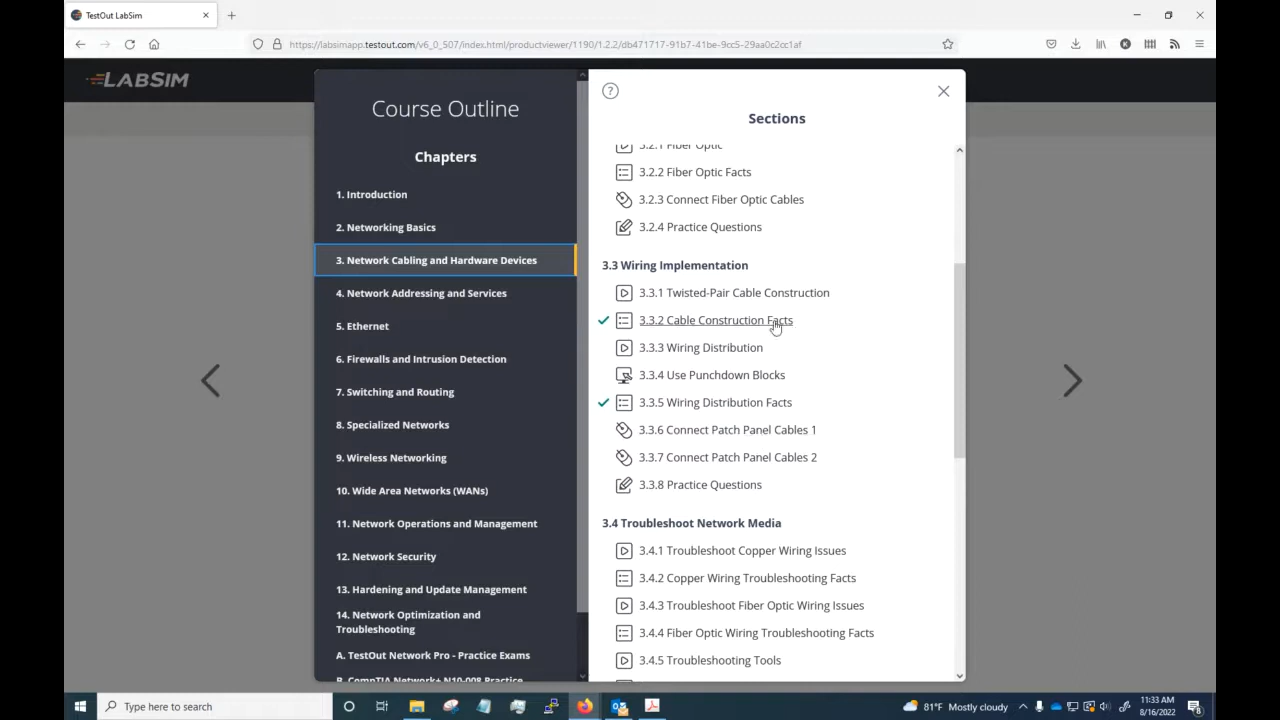 TestOut LabSim
https://labsimapp.testout.com/v6_0_507/index.html/productviewer/1190/1.2.2/db471717-91b7-41be-9cc5-29aa0c2cc1af
LABSIM
Course Outline
Chapters
1. Introduction
2. Networking Basics
3. Network Cabling and Hardware Devices
4. Network Addressing and Services
5. Ethernet
6. Firewalls and Intrusion Detection
7. Switching and Routing
8. Specialized Networks
9. Wireless Networking
10. Wide Area Networks (WANs)
11. Network Operations and Management
12. Network Security
13. Hardening and Update Management
14. Network Optimization and
Troubleshooting
A. TestOut Network Pro - Practice Exams
B. CompTIA Network+ N10-008 Practice
?
Sections
3.2.1 Fiber Optic
3.2.2 Fiber Optic Facts
3.2.3 Connect Fiber Optic Cables
3.2.4 Practice Questions
3.3 Wiring Implementation
3.3.1 Twisted-Pair Cable Construction
3.3.2 Cable Construction Facts
3.3.3 Wiring Distribution
3.3.4 Use Punchdown Blocks
3.3.5 Wiring Distribution Facts
3.3.6 Connect Patch Panel Cables 1
3.3.7 Connect Patch Panel Cables 2
3.3.8 Practice Questions
3.4 Troubleshoot Network Media
3.4.1 Troubleshoot Copper Wiring Issues
3.4.2 Copper Wiring Troubleshooting Facts
3.4.3 Troubleshoot Fiber Optic Wiring Issues
3.4.4 Fiber Optic Wiring Troubleshooting Facts
3.4.5 Troubleshooting Tools
Type here to search
81°F Mostly cloudy
11:33 AM
8/16/2022